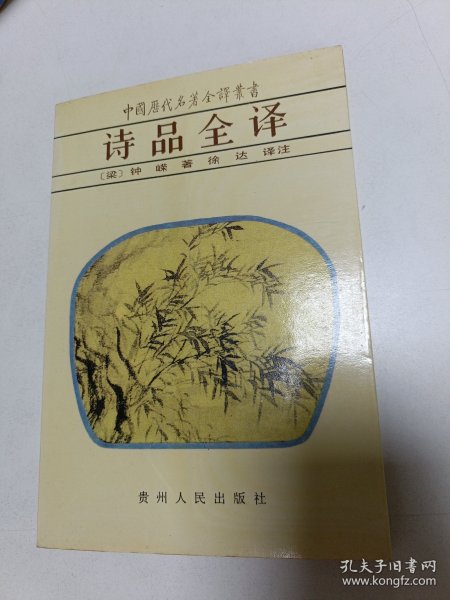 中國歷代名著全譯叢書
诗品全译
〔梁〕钟嵘著 徐达译注
贵州人民出版社
孔夫子旧书网
www.kongfz.com